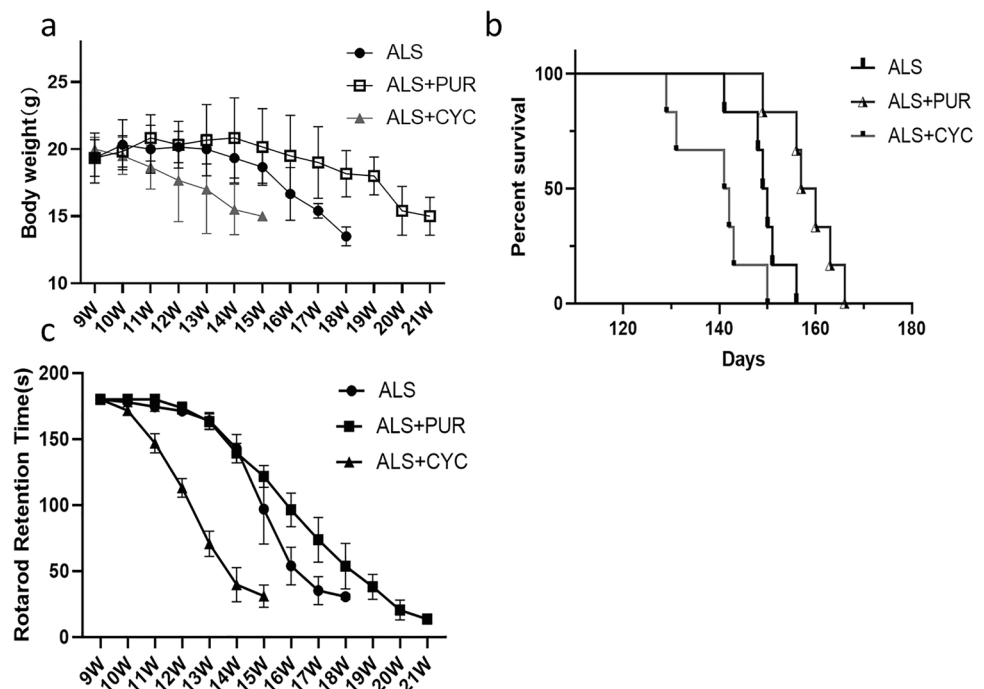 a
Body weight(g)
25
20
15
10
9W 10W 11W 12W 13W 14W 15W 16W 17W 18W 19W 20W 21W
ALS
ALS+PUR
ALS+CYC
b
Percent survival
100
50
0
120 140 160 180
Days
ALS
ALS+PUR
ALS+CYC
c
Rotarod Retention Time(s)
200
150
100
50
0
9W 10W 11W 12W 13W 14W 15W 16W 17W 18W 19W 20W 21W
ALS
ALS+PUR
ALS+CYC